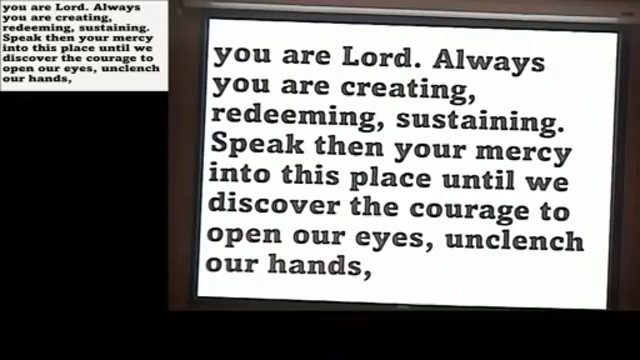 you are Lord. Always
you are creating,
redeeming, sustaining.
Speak then your mercy
into this place until we
discover the courage to
open our eyes, unclench
our hands,
you are Lord. Always
you are creating,
redeeming, sustaining.
Speak then your mercy
into this place until we
discover the courage to
open our eyes, unclench
our hands,